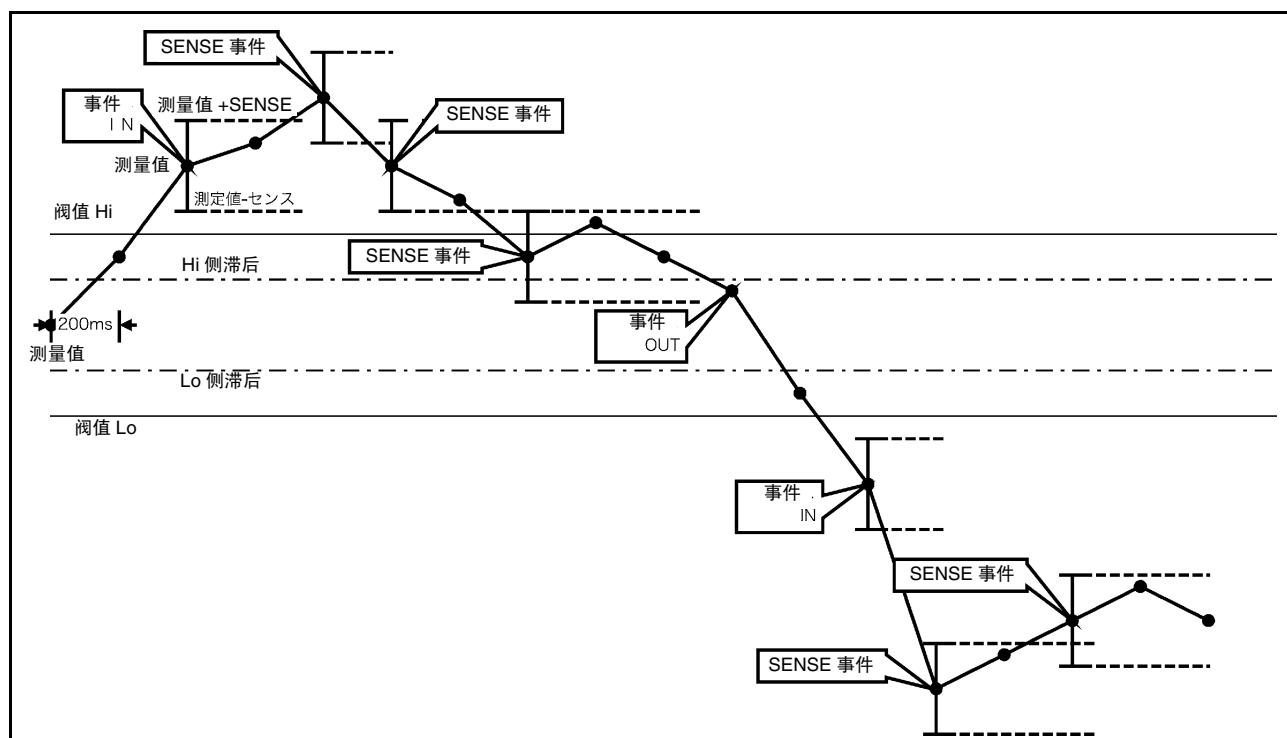 SENSE 事件
事件
IN
测量值 +SENSE
SENSE 事件
测量值
測定値-センス
阀值 Hi
SENSE 事件
Hi 侧滞后
200ms
测量值
事件
OUT
Lo 侧滞后
阀值 Lo
事件
IN
SENSE 事件
SENSE 事件